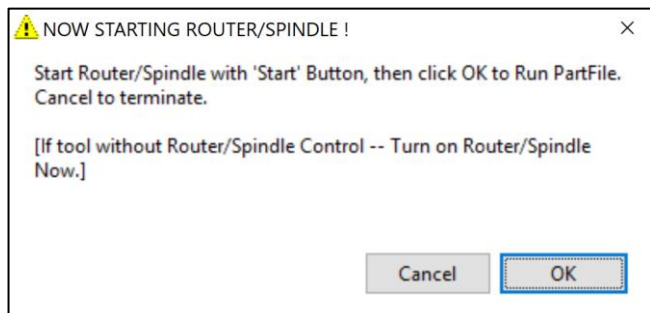 NOW STARTING ROUTER/SPINDLE !
Start Router/Spindle with 'Start' Button, then click OK to Run PartFile.
Cancel to terminate.
[If tool without Router/Spindle Control -- Turn on Router/Spindle
Now.]
Cancel
OK